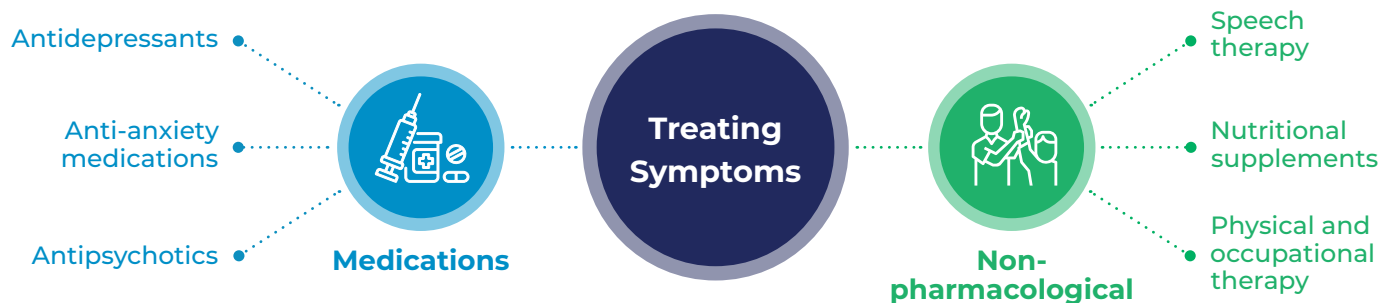 Antidepressants
Anti-anxiety
medications
Antipsychotics
Medications
Treating
Symptoms
Non-
pharmacological
Speech
therapy
Nutritional
supplements
Physical and
occupational
therapy